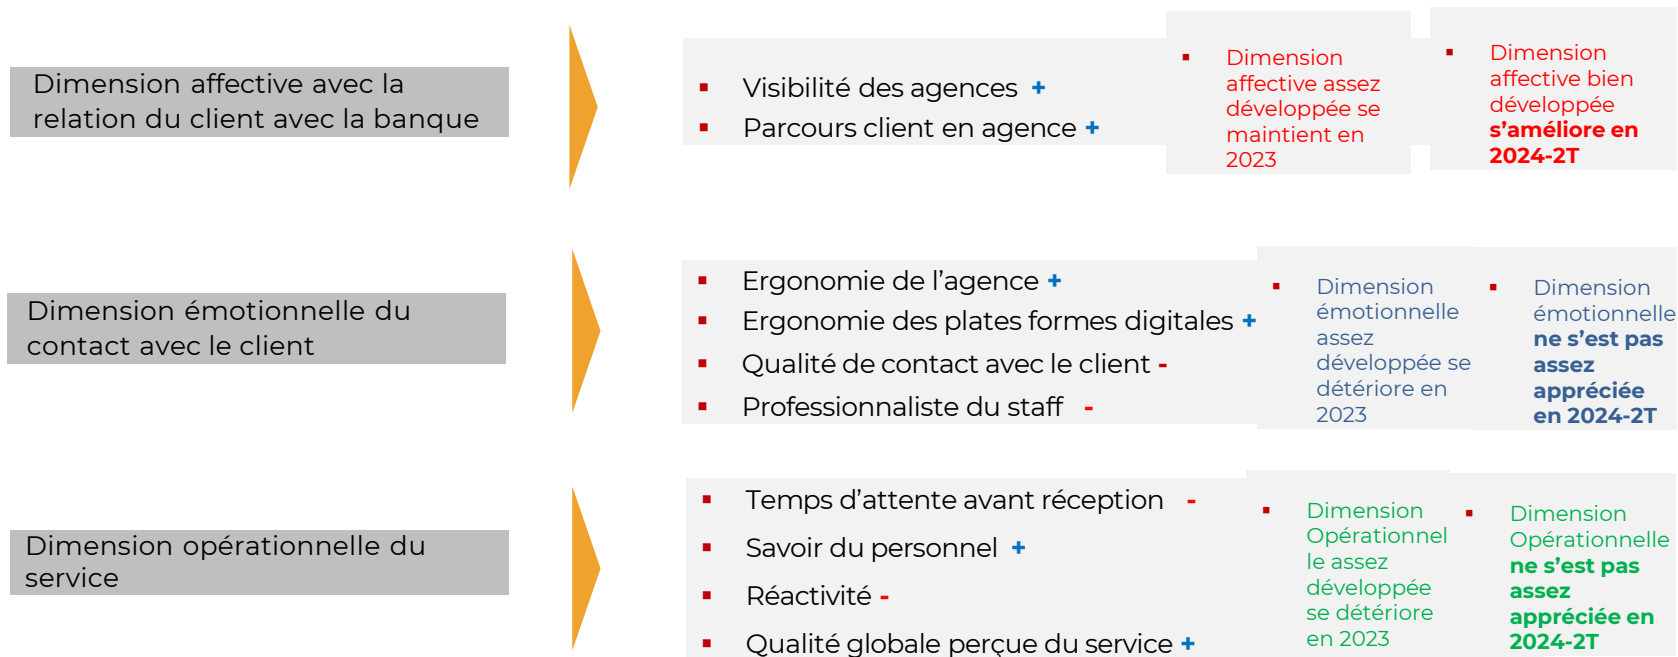 Dimension affective avec la
relation du client avec la banque
▪ Visibilité des agences +
▪ Parcours client en agence +
▪ Dimension
affective assez
développée se
maintient en
2023
▪ Dimension
affective bien
développée
s’améliore en
2024-2T
Dimension émotionnelle du
contact avec le client
▪ Ergonomie de l’agence +
▪ Ergonomie des plates formes digitales +
▪ Qualité de contact avec le client -
▪ Professionnaliste du staff -
▪ Dimension
émotionnelle
assez
développée se
détériore en
2023
▪ Dimension
émotionnelle
ne s’est pas
assez
appréciée
en 2024-2T
Dimension opérationnelle du
service
▪ Temps d’attente avant réception -
▪ Savoir du personnel +
▪ Réactivité -
▪ Qualité globale perçue du service +
▪ Dimension
Opérationnel
le assez
développée
se détériore
en 2023
▪ Dimension
Opérationnelle
ne s’est pas
assez
appréciée en
2024-2T